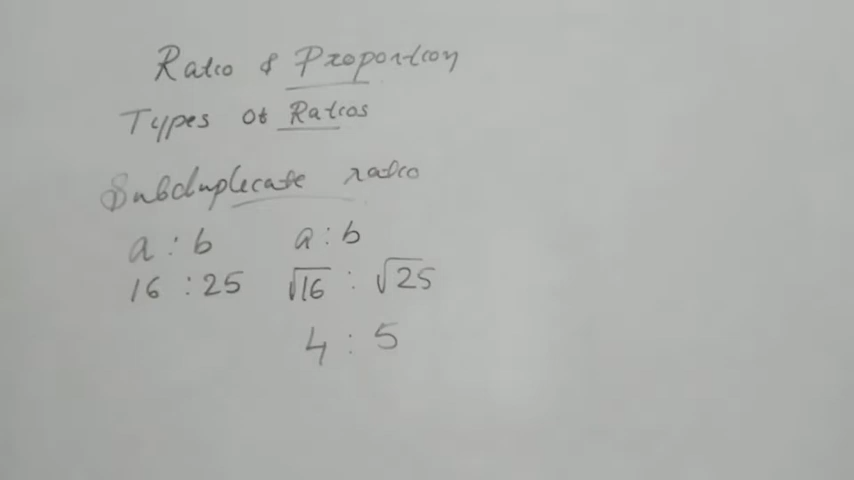 Ratio & Proportion
Types of Ratios
Subduplicate ratio
a : b a : b
16 : 25 √16 : √25
4 : 5